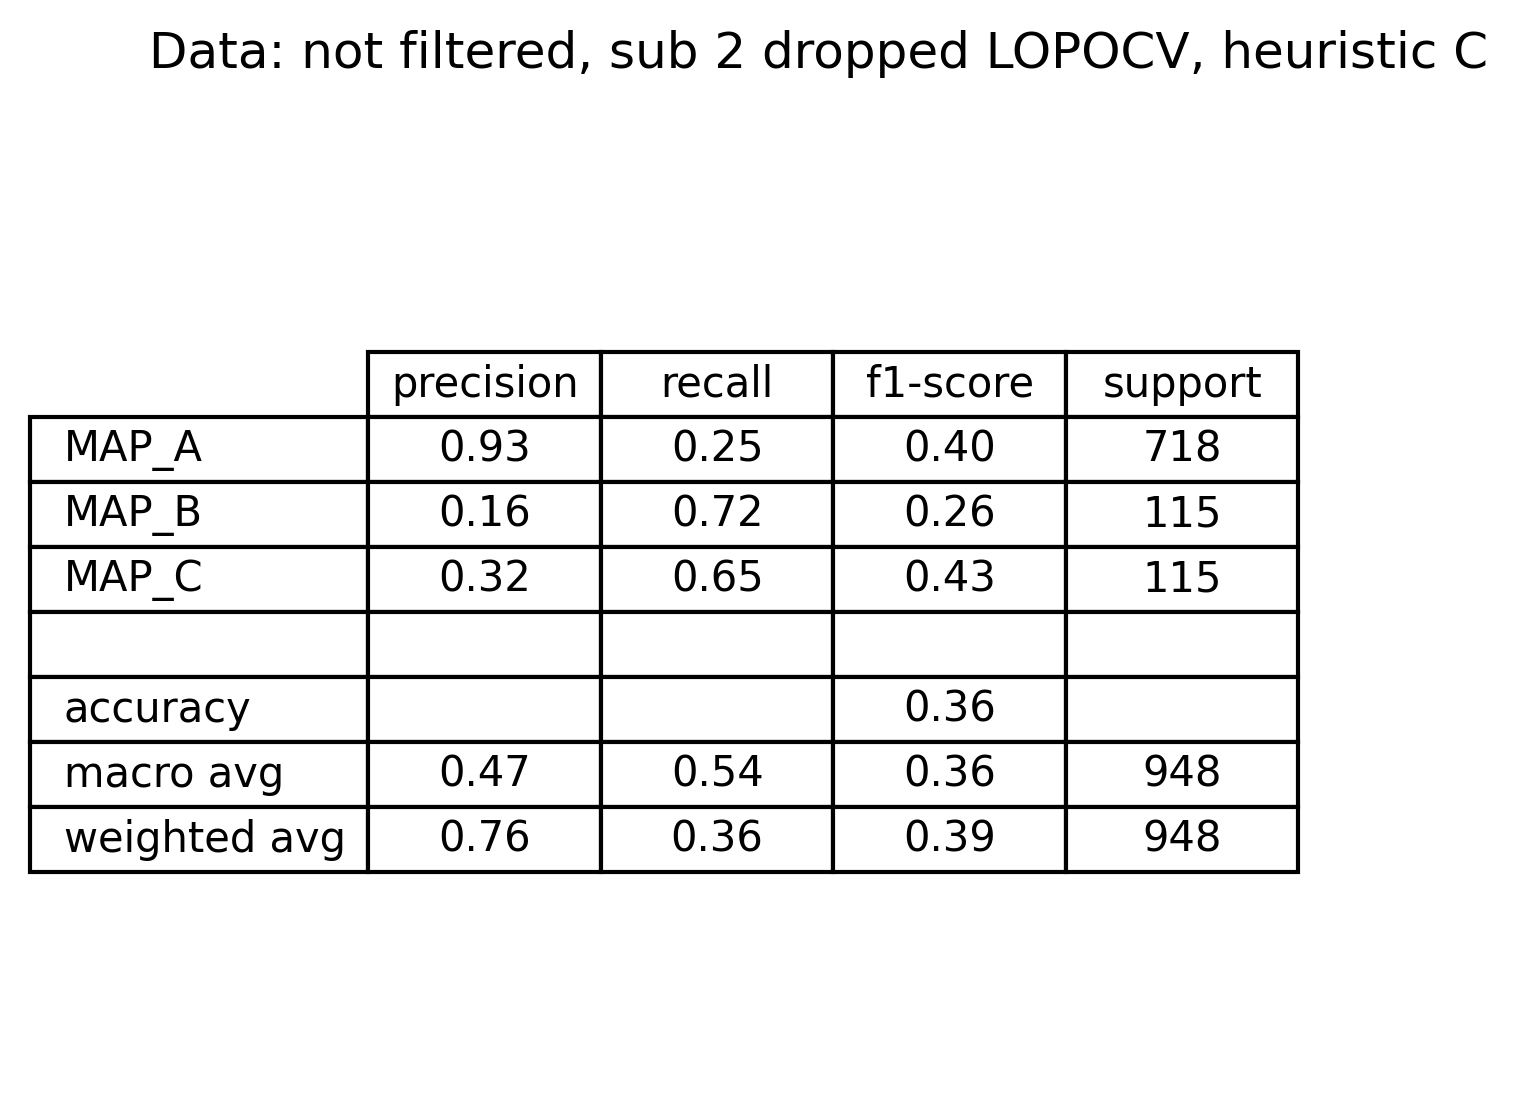 Data: not filtered, sub 2 dropped LOPOCV, heuristic C
precision recall f1-score support
MAP_A 0.93 0.25 0.40 718
MAP_B 0.16 0.72 0.26 115
MAP_C 0.32 0.65 0.43 115
accuracy 0.36
macro avg 0.47 0.54 0.36 948
weighted avg 0.76 0.36 0.39 948